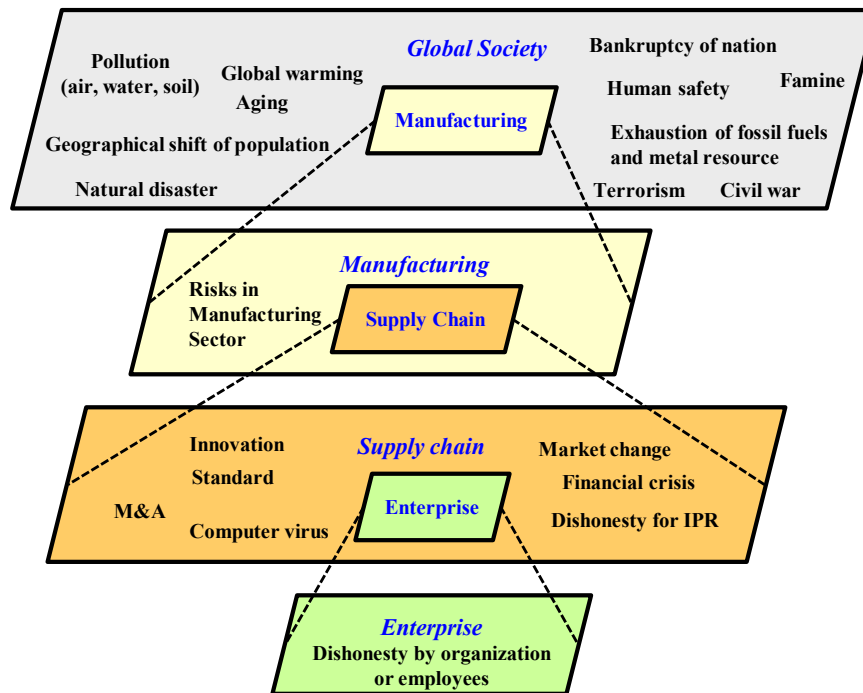 Global Society
Pollution
(air, water, soil)
Global warming
Aging
Geographical shift of population
Natural disaster
Manufacturing
Bankruptcy of nation
Human safety
Famine
Exhaustion of fossil fuels
and metal resource
Terrorism
Civil war
Manufacturing
Risks in
Manufacturing
Sector
Supply Chain
Supply chain
Innovation
Standard
M&A
Computer virus
Enterprise
Market change
Financial crisis
Dishonesty for IPR
Enterprise
Dishonesty by organization
or employees